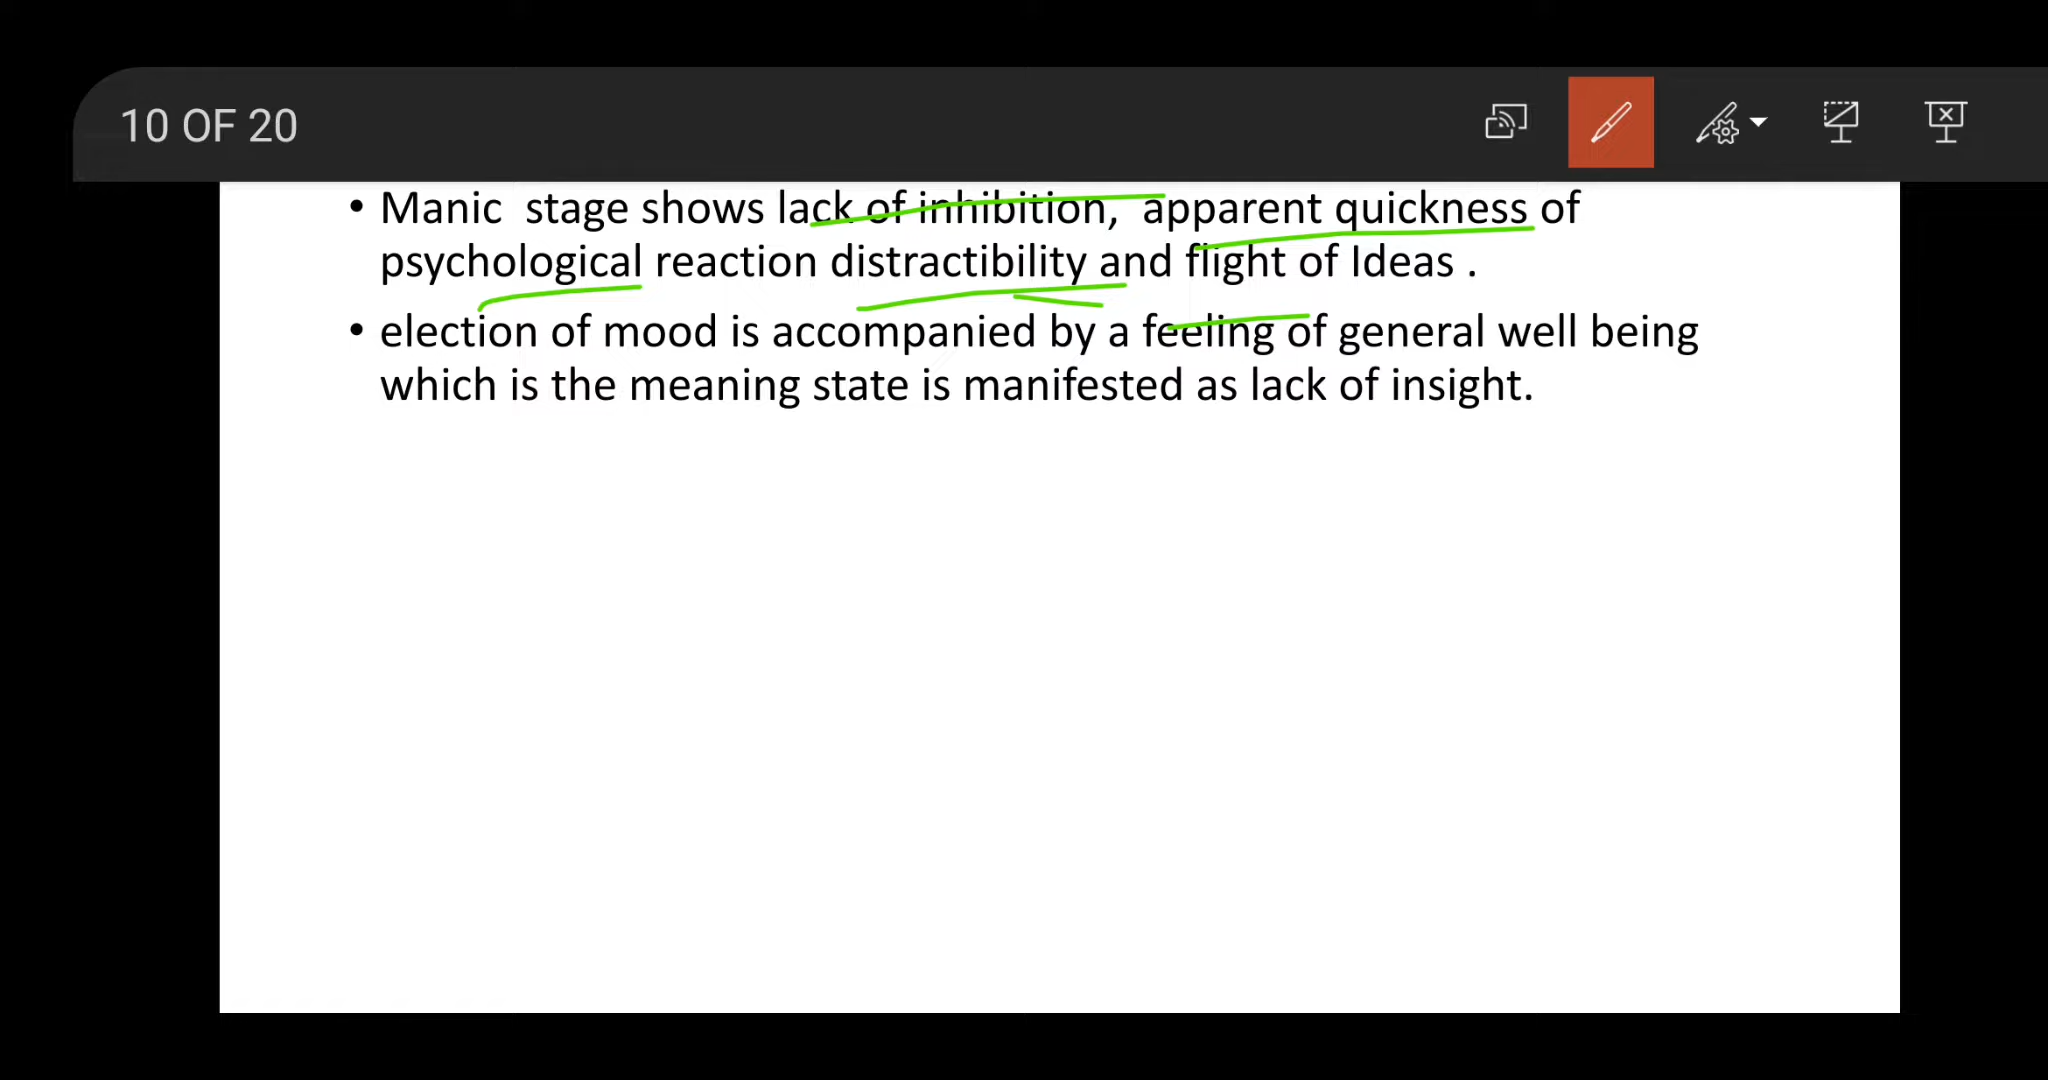 10 OF 20
• Manic stage shows lack of inhibition, apparent quickness of
psychological reaction distractibility and flight of Ideas .
• election of mood is accompanied by a feeling of general well being
which is the meaning state is manifested as lack of insight.